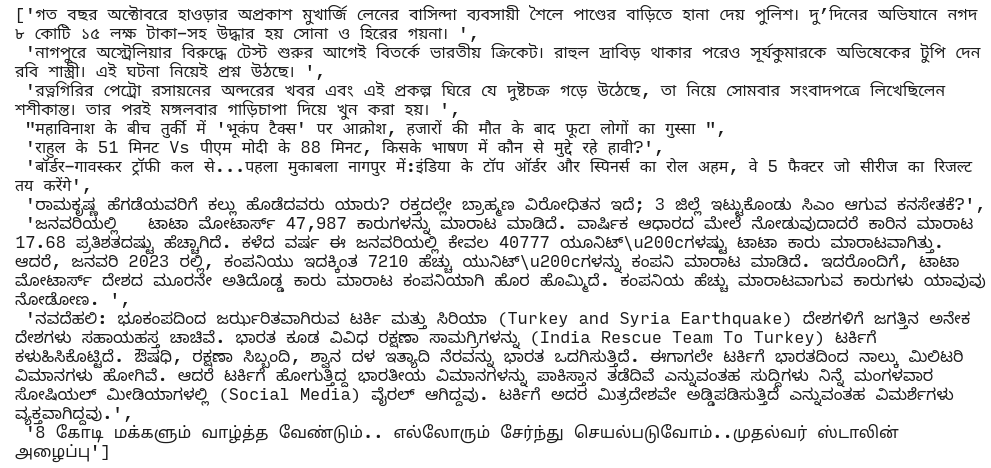 ['গত বছর অক্টোবরে হাওড়ার অপ্রকাশ মুখার্জি লেনের বাসিন্দা ব্যবসায়ী শৈলে পাণ্ডের বাড়িতে হানা দেয় পুলিশ। দু’দিনের অভিযানে নগদ
৮ কোটি ১৫ লক্ষ টাকা-সহ উদ্ধার হয় সোনা ও হিরের গয়না। ',
'নাগপুরে অস্ট্রেলিয়ার বিরুদ্ধে টেস্ট শুরুর আগেই বিতর্কে ভারতীয় ক্রিকেট। রাহুল দ্রাবিড় থাকার পরেও সূর্যকুমারকে অভিষেকের টুপি দেন
রবি শাস্ত্রী। এই ঘটনা নিয়েই প্রশ্ন উঠছে। ',
'রত্নগিরির পেট্রো রসায়নের অন্দরের খবর এবং এই প্রকল্প ঘিরে যে দুষ্টচক্র গড়ে উঠেছে, তা নিয়ে সোমবার সংবাদপত্রে লিখেছিলেন
শশীকান্ত। তার পরই মঙ্গলবার গাড়িচাপা দিয়ে খুন করা হয়। ',
"महाविनाश के बीच तुर्की में 'भूकंप टैक्स' पर आक्रोश, हजारों की मौत के बाद फूटा लोगों का गुस्सा ",
'राहुल के 51 मिनट Vs पीएम मोदी के 88 मिनट, किसके भाषण में कौन से मुद्दे रहे हावी?',
'बॉर्डर-गावस्कर ट्रॉफी कल से...पहला मुकाबला नागपुर में:इंडिया के टॉप ऑर्डर और स्पिनर्स का रोल अहम, वे 5 फैक्टर जो सीरीज का रिजल्ट
तय करेंगे',
'ರಾಮಕೃಷ್ಣ ಹೆಗಡೆಯವರಿಗೆ ಕಲ್ಲು ಹೊಡೆದವರು ಯಾರು? ರಕ್ತದಲ್ಲೇ ಬ್ರಾಹ್ಮಣ ವಿರೋಧಿತನ ಇದೆ; 3 ಜಿಲ್ಲೆ ಇಟ್ಟುಕೊಂಡು ಸಿಎಂ ಆಗುವ ಕನಸೇತಕೆ?',
'ಜನವರಿಯಲ್ಲಿ   ಟಾಟಾ ಮೋಟಾರ್ಸ್ 47,987 ಕಾರುಗಳನ್ನು ಮಾರಾಟ ಮಾಡಿದೆ. ವಾರ್ಷಿಕ ಆಧಾರದ ಮೇಲೆ ನೋಡುವುದಾದರೆ ಕಾರಿನ ಮಾರಾಟ
17.68 ಪ್ರತಿಶತದಷ್ಟು ಹೆಚ್ಚಾಗಿದೆ. ಕಳೆದ ವರ್ಷ ಈ ಜನವರಿಯಲ್ಲಿ ಕೇವಲ 40777 ಯೂನಿಟ್\u200cಗಳಷ್ಟು ಟಾಟಾ ಕಾರು ಮಾರಾಟವಾಗಿತ್ತು.
ಆದರೆ, ಜನವರಿ 2023 ರಲ್ಲಿ, ಕಂಪನಿಯು ಇದಕ್ಕಿಂತ 7210 ಹೆಚ್ಚು ಯುನಿಟ್\u200cಗಳನ್ನು ಕಂಪನಿ ಮಾರಾಟ ಮಾಡಿದೆ. ಇದರೊಂದಿಗೆ, ಟಾಟಾ
ಮೋಟಾರ್ಸ್ ದೇಶದ ಮೂರನೇ ಅತಿದೊಡ್ಡ ಕಾರು ಮಾರಾಟ ಕಂಪನಿಯಾಗಿ ಹೊರ ಹೊಮ್ಮಿದೆ. ಕಂಪನಿಯ ಹೆಚ್ಚು ಮಾರಾಟವಾಗುವ ಕಾರುಗಳು ಯಾವುವು
ನೋಡೋಣ. ',
'ನವದೆಹಲಿ: ಭೂಕಂಪದಿಂದ ಜರ್ಝರಿತವಾಗಿರುವ ಟರ್ಕಿ ಮತ್ತು ಸಿರಿಯಾ (Turkey and Syria Earthquake) ದೇಶಗಳಿಗೆ ಜಗತ್ತಿನ ಅನೇಕ
ದೇಶಗಳು ಸಹಾಯಹಸ್ತ ಚಾಚಿವೆ. ಭಾರತ ಕೂಡ ವಿವಿಧ ರಕ್ಷಣಾ ಸಾಮಗ್ರಿಗಳನ್ನು (India Rescue Team To Turkey) ಟರ್ಕಿಗೆ
ಕಳುಹಿಸಿಕೊಟ್ಟಿದೆ. ಔಷಧಿ, ರಕ್ಷಣಾ ಸಿಬ್ಬಂದಿ, ಶ್ವಾನ ದಳ ಇತ್ಯಾದಿ ನೆರವನ್ನು ಭಾರತ ಒದಗಿಸುತ್ತಿದೆ. ಈಗಾಗಲೇ ಟರ್ಕಿಗೆ ಭಾರತದಿಂದ ನಾಲ್ಕು ಮಿಲಿಟರಿ
ವಿಮಾನಗಳು ಹೋಗಿವೆ. ಆದರೆ ಟರ್ಕಿಗೆ ಹೋಗುತ್ತಿದ್ದ ಭಾರತೀಯ ವಿಮಾನಗಳನ್ನು ಪಾಕಿಸ್ತಾನ ತಡೆದಿವೆ ಎನ್ನುವಂತಹ ಸುದ್ದಿಗಳು ನಿನ್ನೆ ಮಂಗಳವಾರ
ಸೋಷಿಯಲ್ ಮೀಡಿಯಾಗಳಲ್ಲಿ (Social Media) ವೈರಲ್ ಆಗಿದ್ದವು. ಟರ್ಕಿಗೆ ಅದರ ಮಿತ್ರದೇಶವೇ ಅಡ್ಡಿಪಡಿಸುತ್ತಿದೆ ಎನ್ನುವಂತಹ ವಿಮರ್ಶೆಗಳು
ವ್ಯಕ್ತವಾಗಿದ್ದವು.',
'8 கோடி மக்களும் வாழ்த்த வேண்டும்.. எல்லோரும் சேர்ந்து செயல்படுவோம்..முதல்வர் ஸ்டாலின்
அழைப்பு']